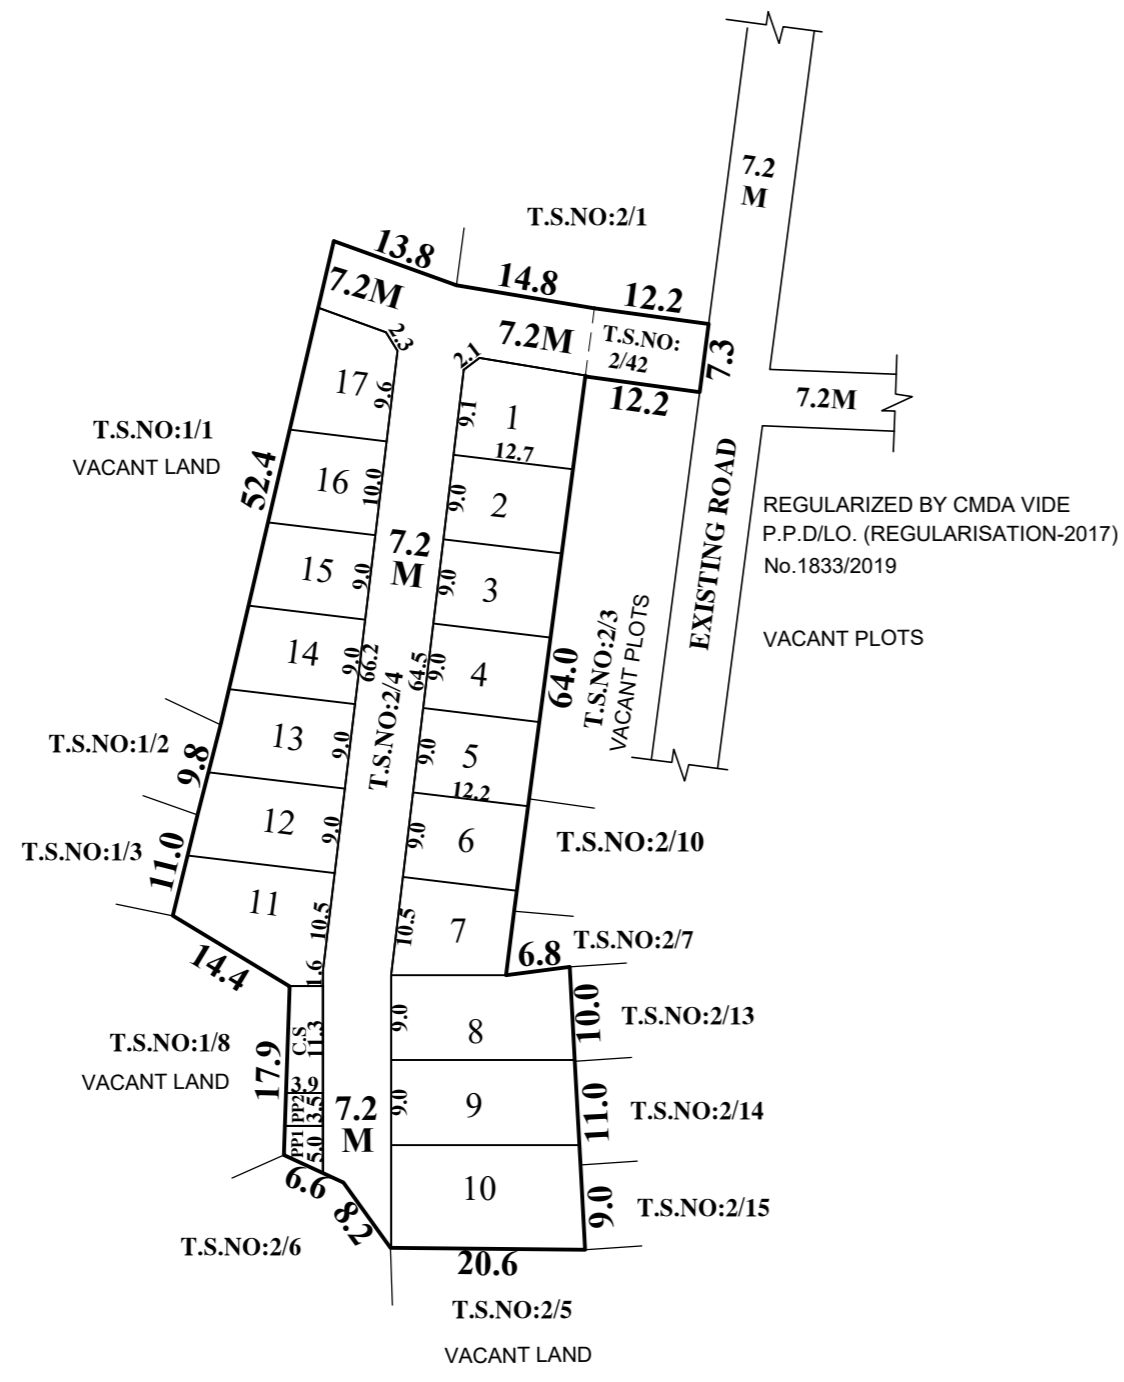 7.2
M
T.S.NO:2/1
13.8
14.8
12.2
7.2M
7.2M
T.S.NO:
2/42
7.3
2.3
2.1
12.2
7.2M
17
9.6
9.1
1
12.7
T.S.NO:1/1
VACANT LAND
52.4
16
10.0
9.0
2
EXISTING ROAD
REGULARIZED BY CMDA VIDE
P.P.D/LO. (REGULARISATION-2017)
No.1833/2019
7.2
M
15
9.0
9.0
3
T.S.NO:2/3
VACANT PLOTS
VACANT PLOTS
14
9.0
66.2
64.5
9.0
4
64.0
T.S.NO:2/4
T.S.NO:1/2
9.8
13
9.0
9.0
5
12.2
12
9.0
9.0
6
T.S.NO:2/10
T.S.NO:1/3
11.0
11
10.5
10.5
7
6.8
T.S.NO:2/7
14.4
1.6
10.0
T.S.NO:2/13
9.0
8
C.S
11.3
T.S.NO:1/8
VACANT LAND
17.9
3.9
PP2
3.5
7.2
M
9.0
9
11.0
T.S.NO:2/14
PP1
5.0
6.6
8.2
10
9.0
T.S.NO:2/15
T.S.NO:2/6
20.6
T.S.NO:2/5
VACANT LAND